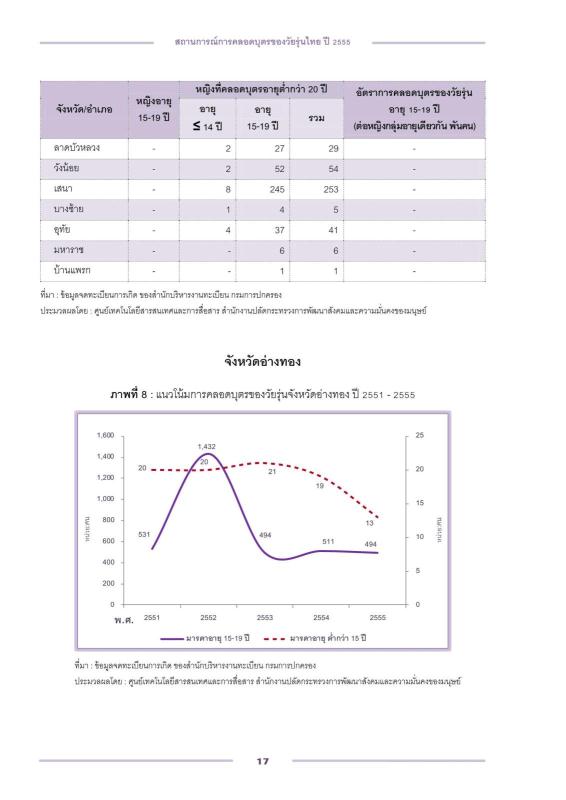 สถานการณ์การคลอดบุตรของวัยรุ่นไทย ปี 2555
จังหวัด/อำเภอ
หญิงอายุ
15-19 ปี
หญิงที่คลอดบุตรอายุต่ำกว่า 20 ปี
อายุ
≤ 14 ปี
อายุ
15-19 ปี
รวม
อัตราการคลอดบุตรของวัยรุ่น
อายุ 15-19 ปี
(ต่อหญิงกลุ่มอายุเดียวกัน พันคน)
ลาดบัวหลวง - 2 27 29 -
วังน้อย - 2 52 54 -
เสนา - 8 245 253 -
บางซ้าย - 1 4 5 -
อุทัย - 4 37 41 -
มหาราช - - 6 6 -
บ้านแพรก - - 1 1 -
ที่มา : ข้อมูลจดทะเบียนการเกิด ของสำนักบริหารงานทะเบียน กรมการปกครอง
ประมวลผลโดย : ศูนย์เทคโนโลยีสารสนเทศและการสื่อสาร สำนักงานปลัดกระทรวงการพัฒนาสังคมและความมั่นคงของมนุษย์
จังหวัดอ่างทอง
ภาพที่ 8 : แนวโน้มการคลอดบุตรของวัยรุ่นจังหวัดอ่างทอง ปี 2551 - 2555
หน่วย:คน
1,600
1,400
1,200
1,000
800
600
400
200
0
531
1,432
494
511
494
20
20
21
19
13
25
20
15
10
5
0
หน่วย:คน
พ.ศ. 2551 2552 2553 2554 2555
มารดาอายุ 15-19 ปี มารดาอายุ ต่ำกว่า 15 ปี
ที่มา : ข้อมูลจดทะเบียนการเกิด ของสำนักบริหารงานทะเบียน กรมการปกครอง
ประมวลผลโดย : ศูนย์เทคโนโลยีสารสนเทศและการสื่อสาร สำนักงานปลัดกระทรวงการพัฒนาสังคมและความมั่นคงของมนุษย์
17